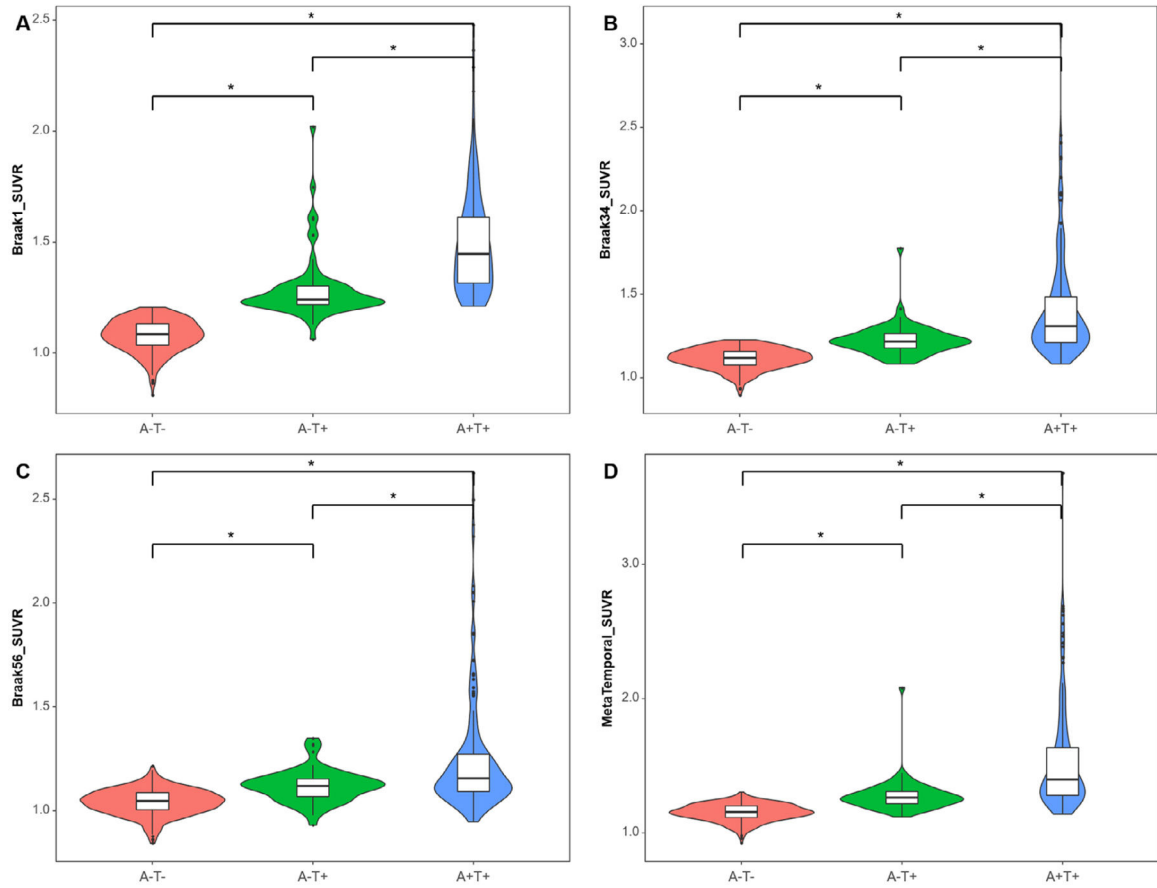 A
Braak1_SUVR
2.5
2.0
1.5
1.0
*
*
*
A-T-
A-T+
A+T+
B
Braak34_SUVR
3.0
2.5
2.0
1.5
1.0
*
*
*
A-T-
A-T+
A+T+
C
Braak56_SUVR
2.5
2.0
1.5
1.0
*
*
*
A-T-
A-T+
A+T+
D
MetaTemporal_SUVR
3.0
2.0
1.0
*
*
*
A-T-
A-T+
A+T+